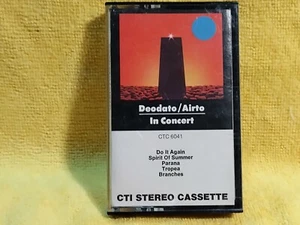 Deodato/Airto
In Concert
CTC 6041
Do It Again
Spirit Of Summer
Parana
Tropea
Branches
CTI STEREO CASSETTE